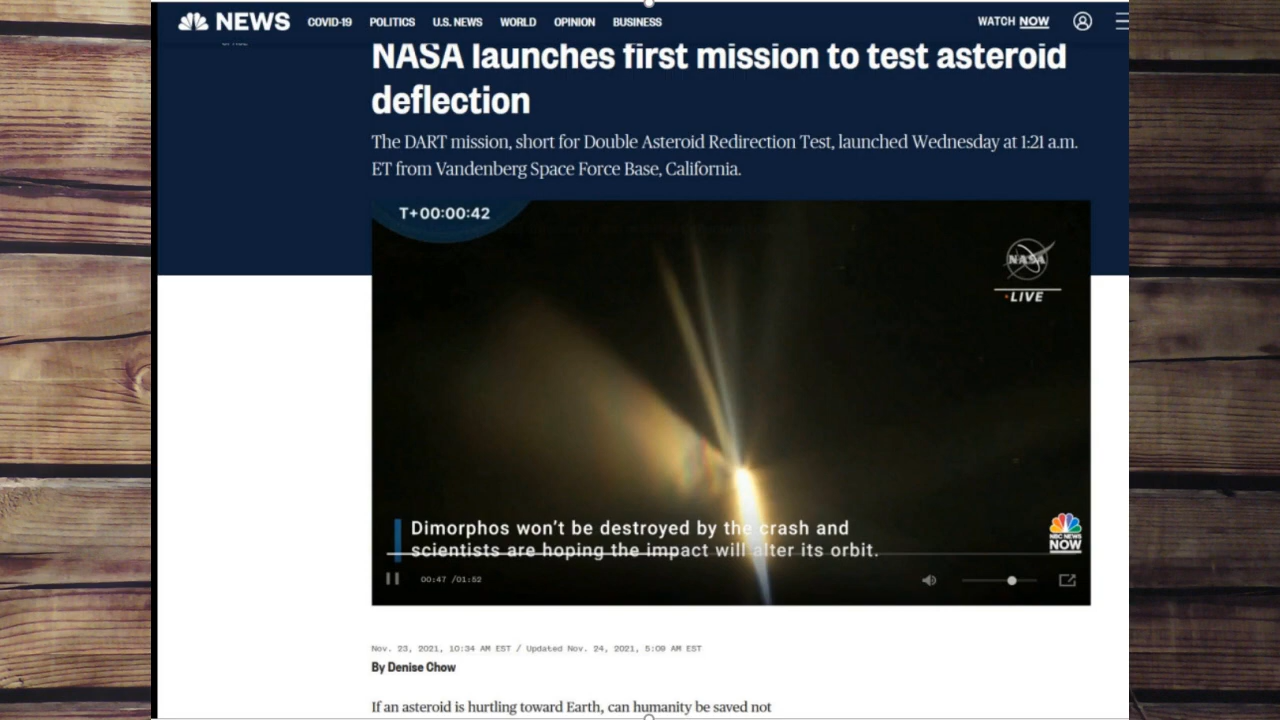 NEWS COVID-19 POLITICS U.S. NEWS WORLD OPINION BUSINESS WATCH NOW
NASA launches first mission to test asteroid
deflection
The DART mission, short for Double Asteroid Redirection Test, launched Wednesday at 1:21 a.m.
ET from Vandenberg Space Force Base, California.
T+00:00:42
NASA
LIVE
Dimorphos won't be destroyed by the crash and
scientists are hoping the impact will alter its orbit.
NBC NEWS
NOW
00:47 /01:52
Nov. 23, 2021, 10:34 AM EST / Updated Nov. 24, 2021, 5:09 AM EST
By Denise Chow
If an asteroid is hurtling toward Earth, can humanity be saved not